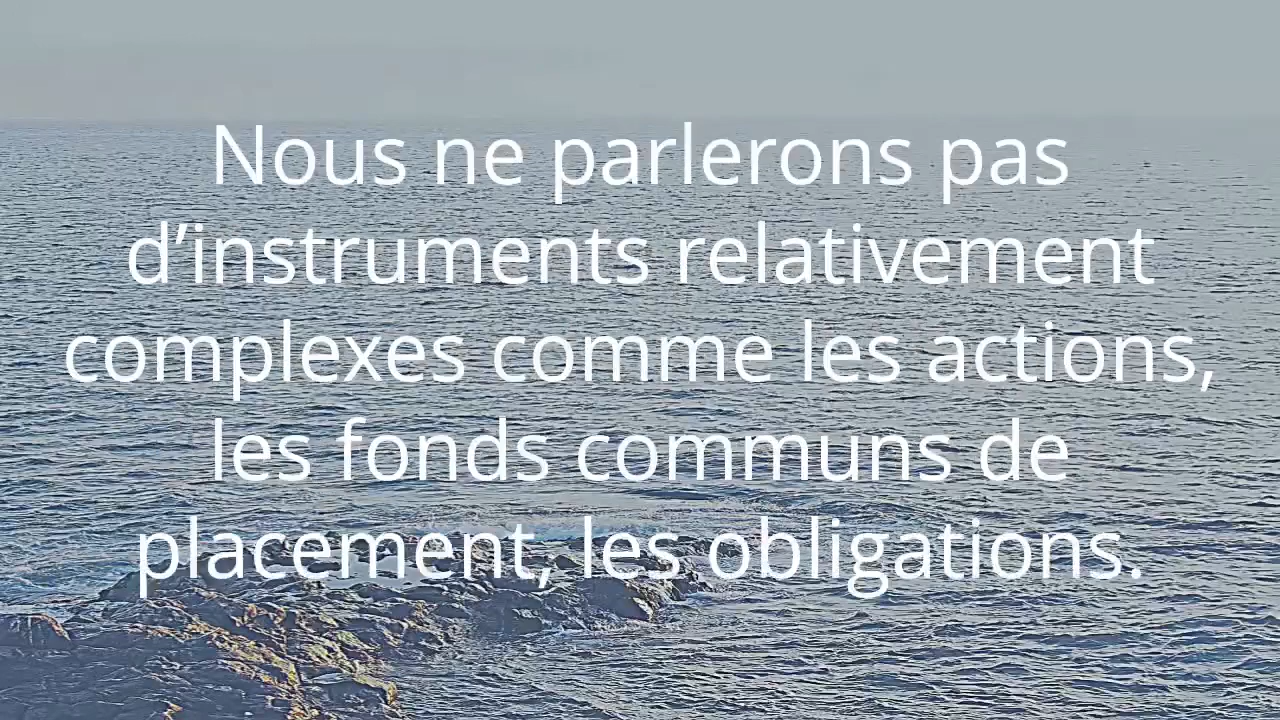 Nous ne parlerons pas
d’instruments relativement
complexes comme les actions,
les fonds communs de
placement, les obligations.